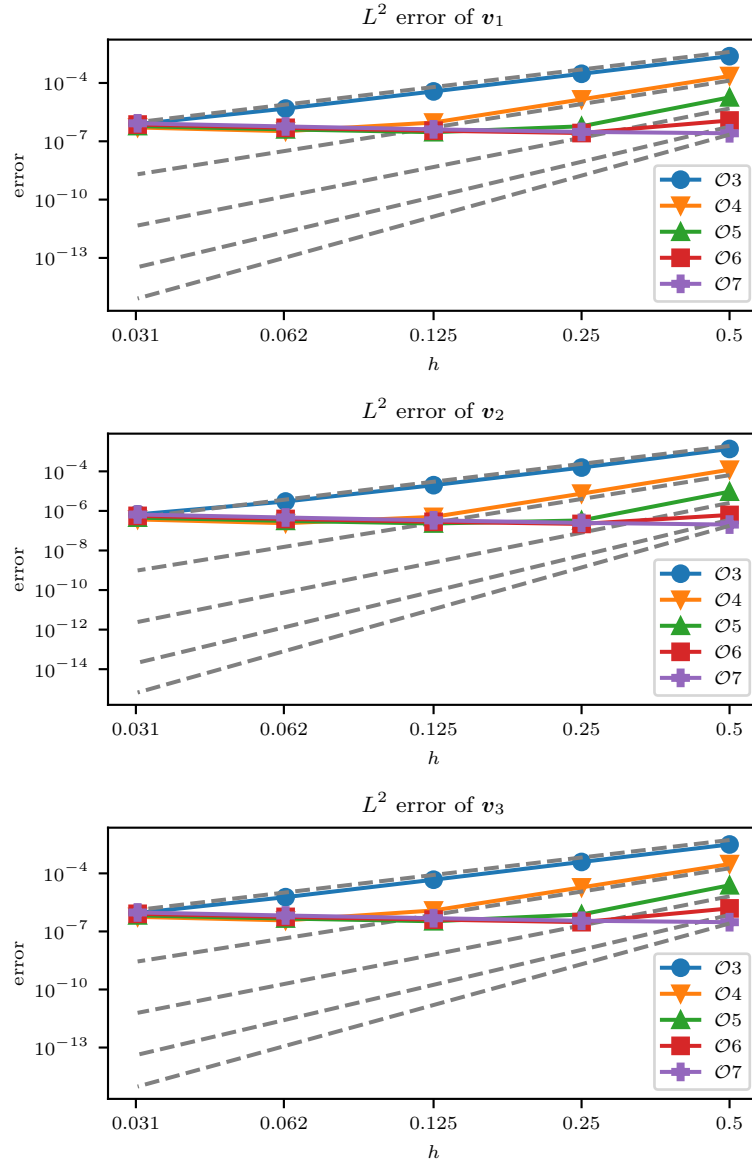 L² error of 𝒗₁
error
10⁻⁴
10⁻⁷
10⁻¹⁰
10⁻¹³
𝒪3
𝒪4
𝒪5
𝒪6
𝒪7
0.031 0.062 0.125 0.25 0.5
h
L² error of 𝒗₂
error
10⁻⁴
10⁻⁶
10⁻⁸
10⁻¹⁰
10⁻¹²
10⁻¹⁴
𝒪3
𝒪4
𝒪5
𝒪6
𝒪7
0.031 0.062 0.125 0.25 0.5
h
L² error of 𝒗₃
error
10⁻⁴
10⁻⁷
10⁻¹⁰
10⁻¹³
𝒪3
𝒪4
𝒪5
𝒪6
𝒪7
0.031 0.062 0.125 0.25 0.5
h